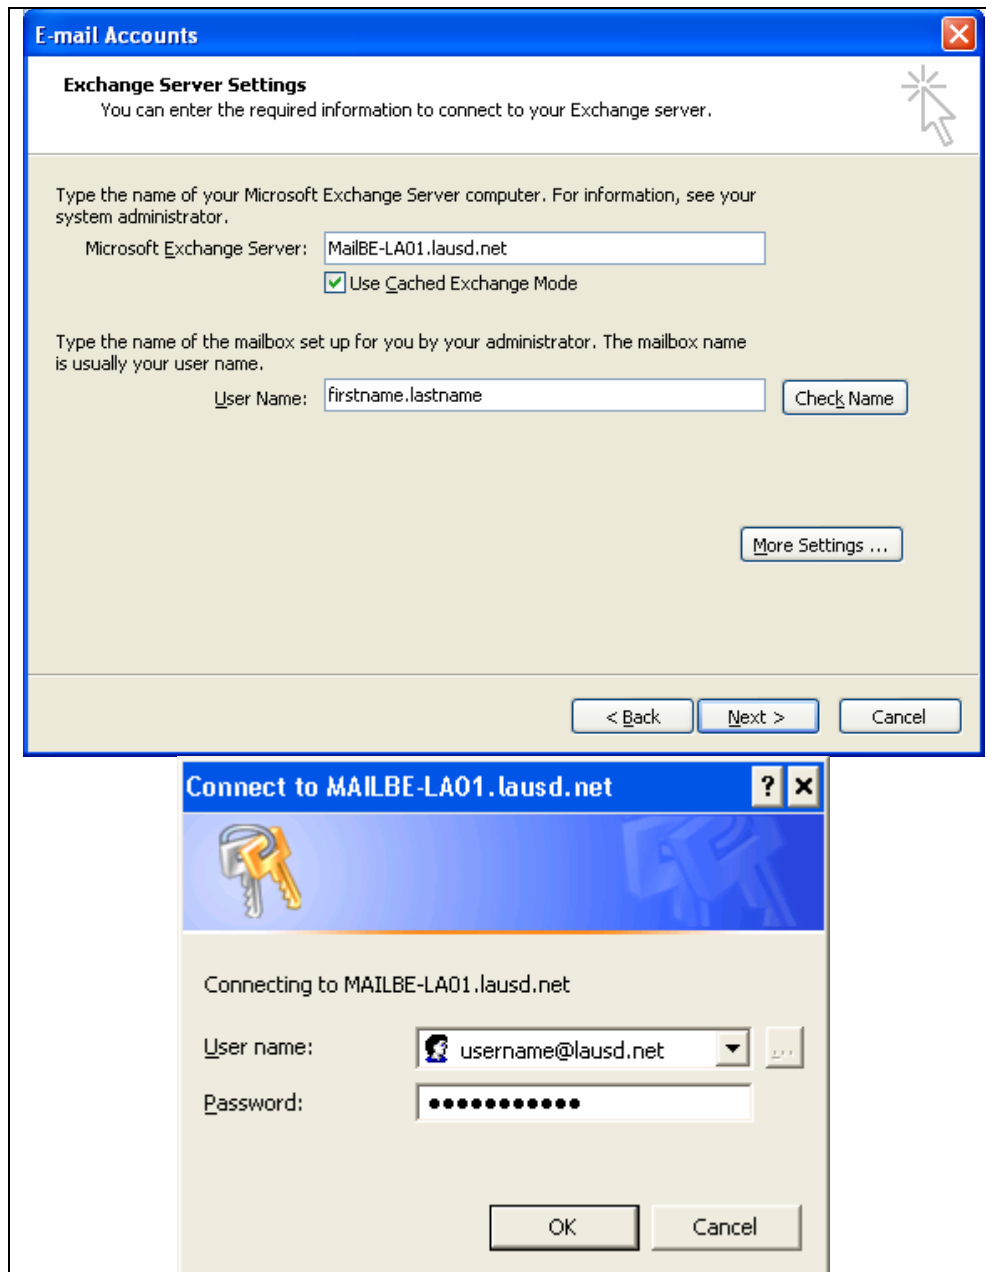 E-mail Accounts
Exchange Server Settings
You can enter the required information to connect to your Exchange server.
Type the name of your Microsoft Exchange Server computer. For information, see your
system administrator.
Microsoft Exchange Server: MailBE-LA01.lausd.net
Use Cached Exchange Mode
Type the name of the mailbox set up for you by your administrator. The mailbox name
is usually your user name.
User Name: firstname.lastname Check Name
More Settings ...
< Back Next > Cancel
Connect to MAILBE-LA01.lausd.net ?
Connecting to MAILBE-LA01.lausd.net
User name: username@lausd.net ...
Password: ●●●●●●●●●●●
OK Cancel